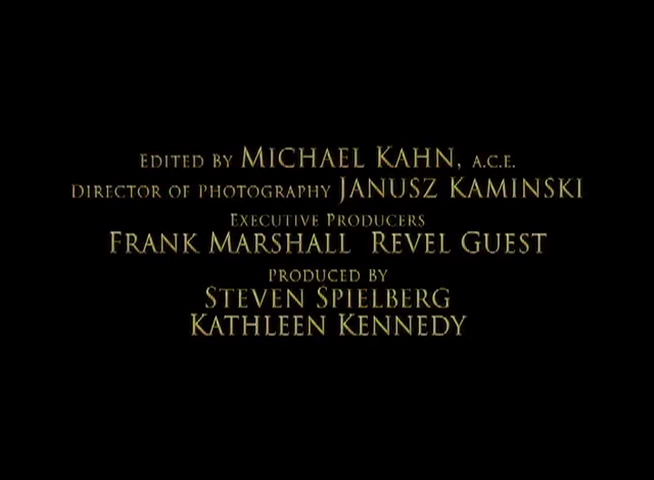 EDITED BY MICHAEL KAHN, A.C.E.
DIRECTOR OF PHOTOGRAPHY JANUSZ KAMINSKI
EXECUTIVE PRODUCERS
FRANK MARSHALL REVEL GUEST
PRODUCED BY
STEVEN SPIELBERG
KATHLEEN KENNEDY